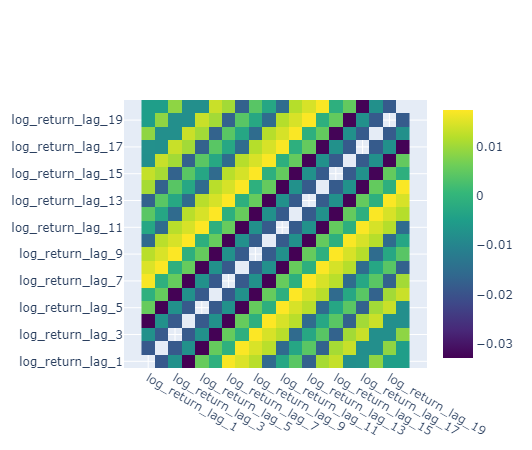 log_return_lag_19
log_return_lag_17
log_return_lag_15
log_return_lag_13
log_return_lag_11
log_return_lag_9
log_return_lag_7
log_return_lag_5
log_return_lag_3
log_return_lag_1
log_return_lag_1
log_return_lag_3
log_return_lag_5
log_return_lag_7
log_return_lag_9
log_return_lag_11
log_return_lag_13
log_return_lag_15
log_return_lag_17
log_return_lag_19
0.01
0
−0.01
−0.02
−0.03